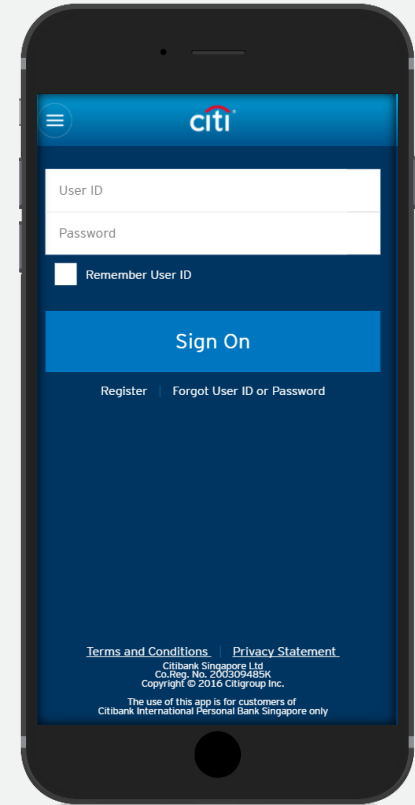 citi
User ID
Password
Remember User ID
Sign On
Register | Forgot User ID or Password
Terms and Conditions | Privacy Statement
Citibank Singapore Ltd
Co.Reg. No. 200309485K
Copyright © 2016 Citigroup Inc.
The use of this app is for customers of
Citibank International Personal Bank Singapore only